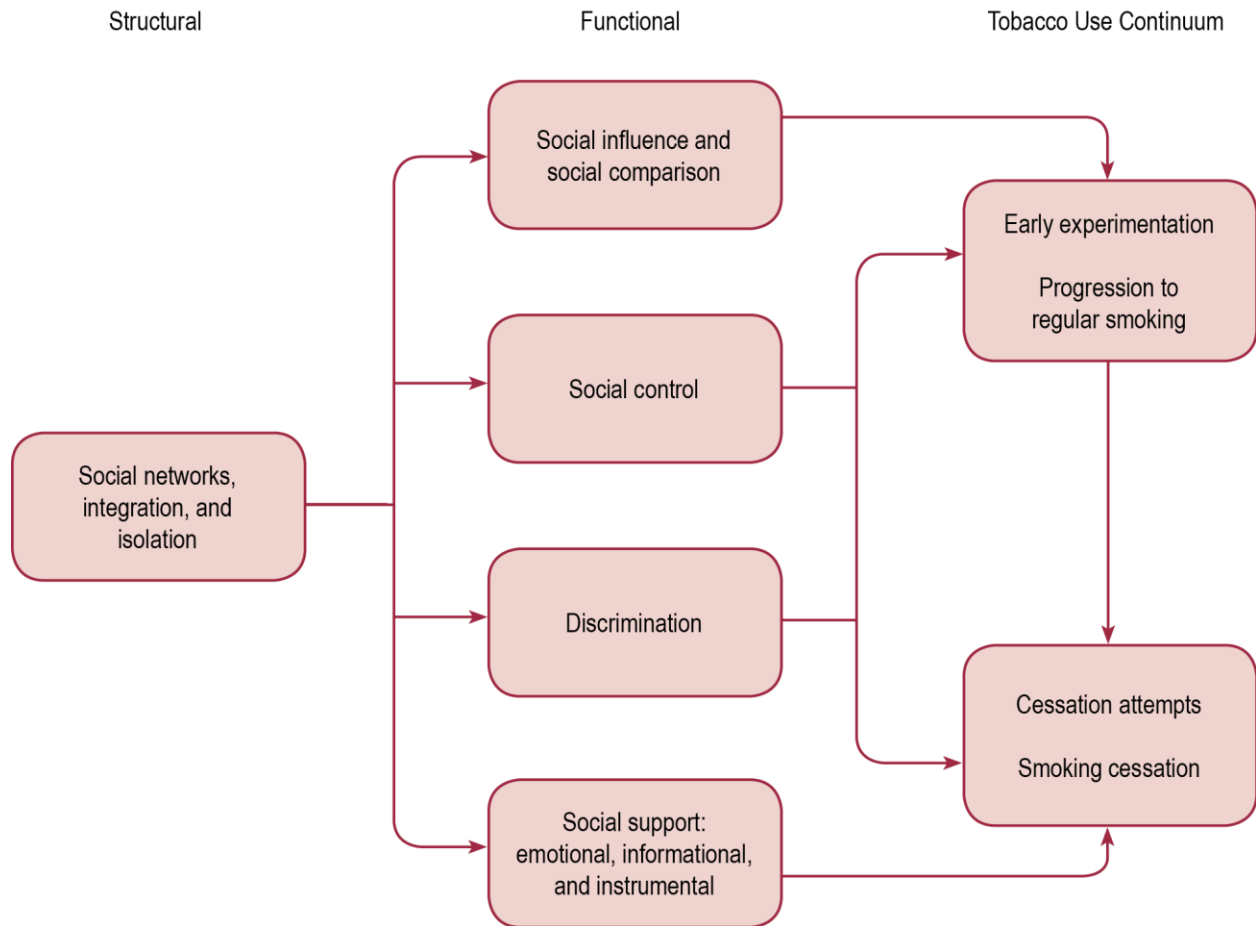 Structural
Functional
Tobacco Use Continuum
Social influence and
social comparison
Early experimentation
Progression to
regular smoking
Social control
Social networks,
integration, and
isolation
Discrimination
Cessation attempts
Smoking cessation
Social support:
emotional, informational,
and instrumental